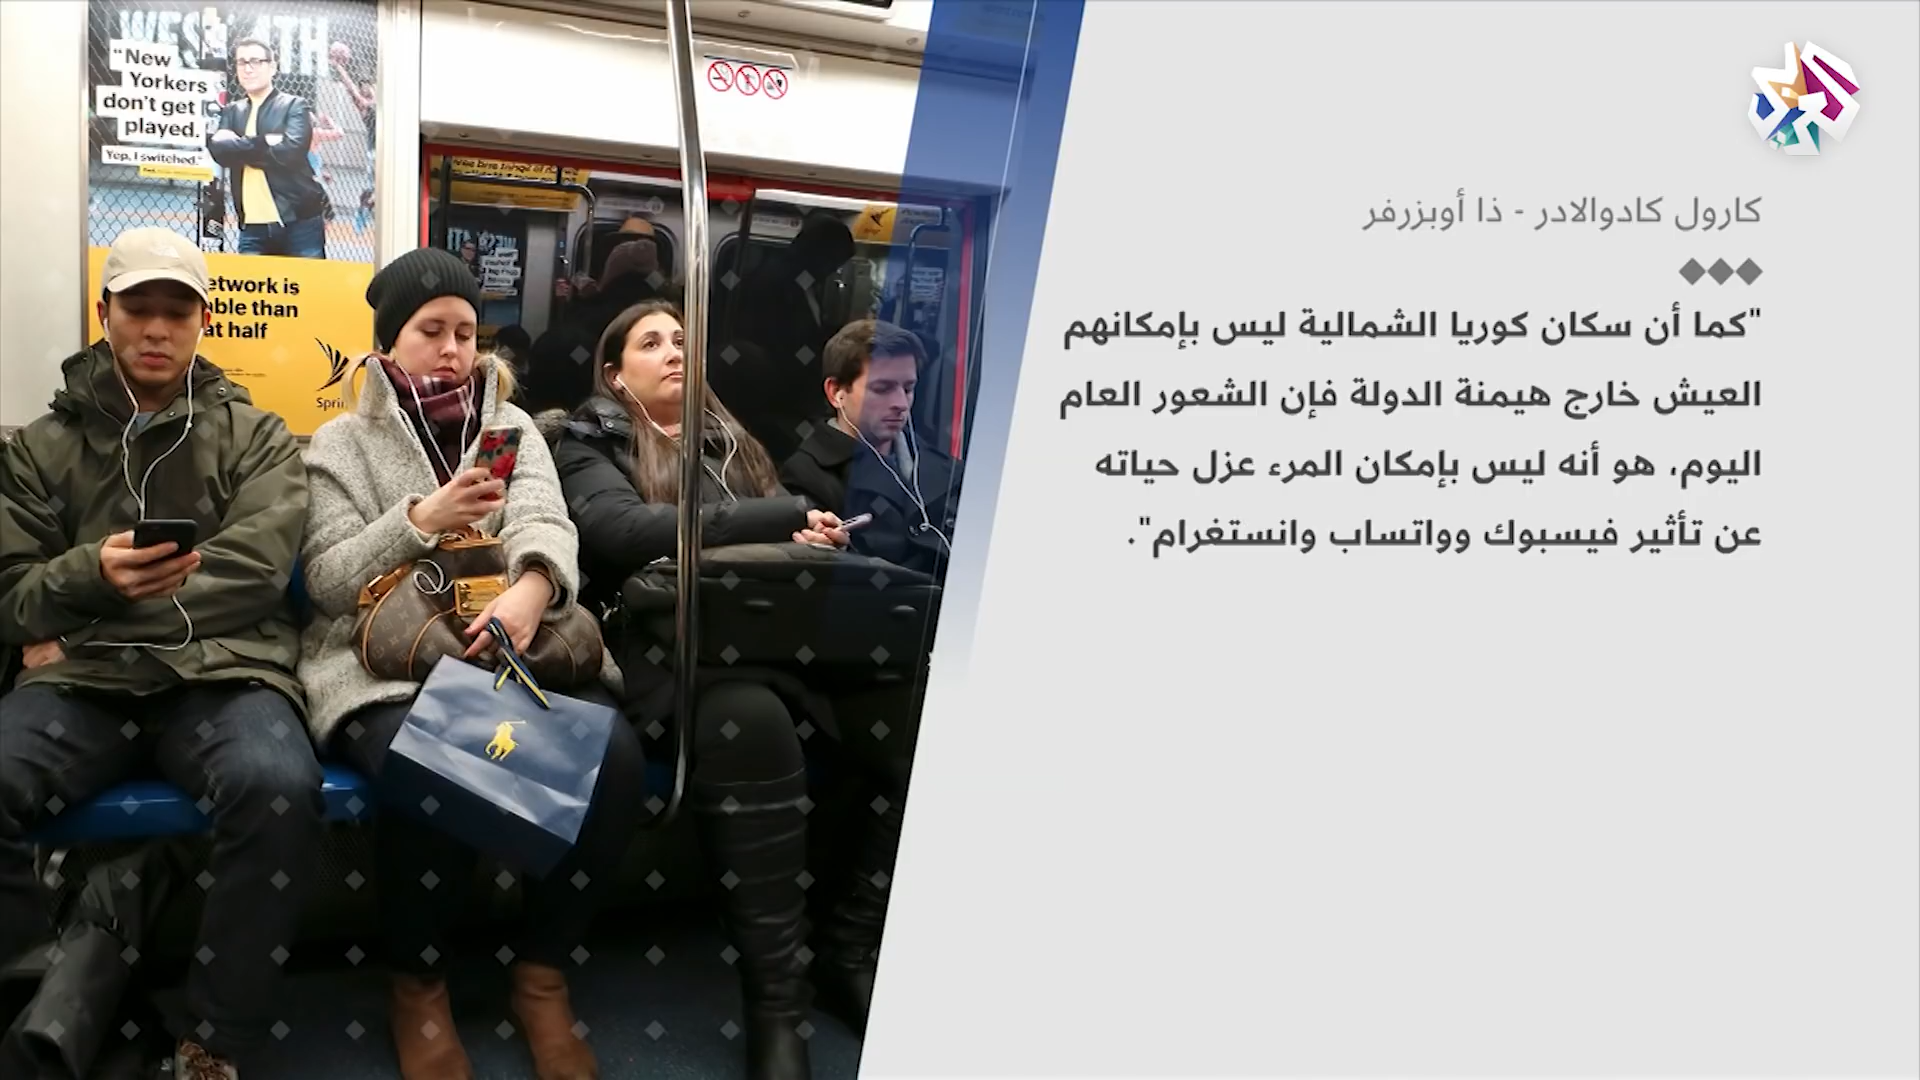 كارول كادوالادر - ذا أوبزرفر
"كما أن سكان كوريا الشمالية ليس بإمكانهم
العيش خارج هيمنة الدولة فإن الشعور العام
اليوم، هو أنه ليس بإمكان المرء عزل حياته
عن تأثير فيسبوك وواتساب وانستغرام".
"New
Yorkers
don't get
played.
Yep, I switched."
etwork is
able than
at half
Sprin